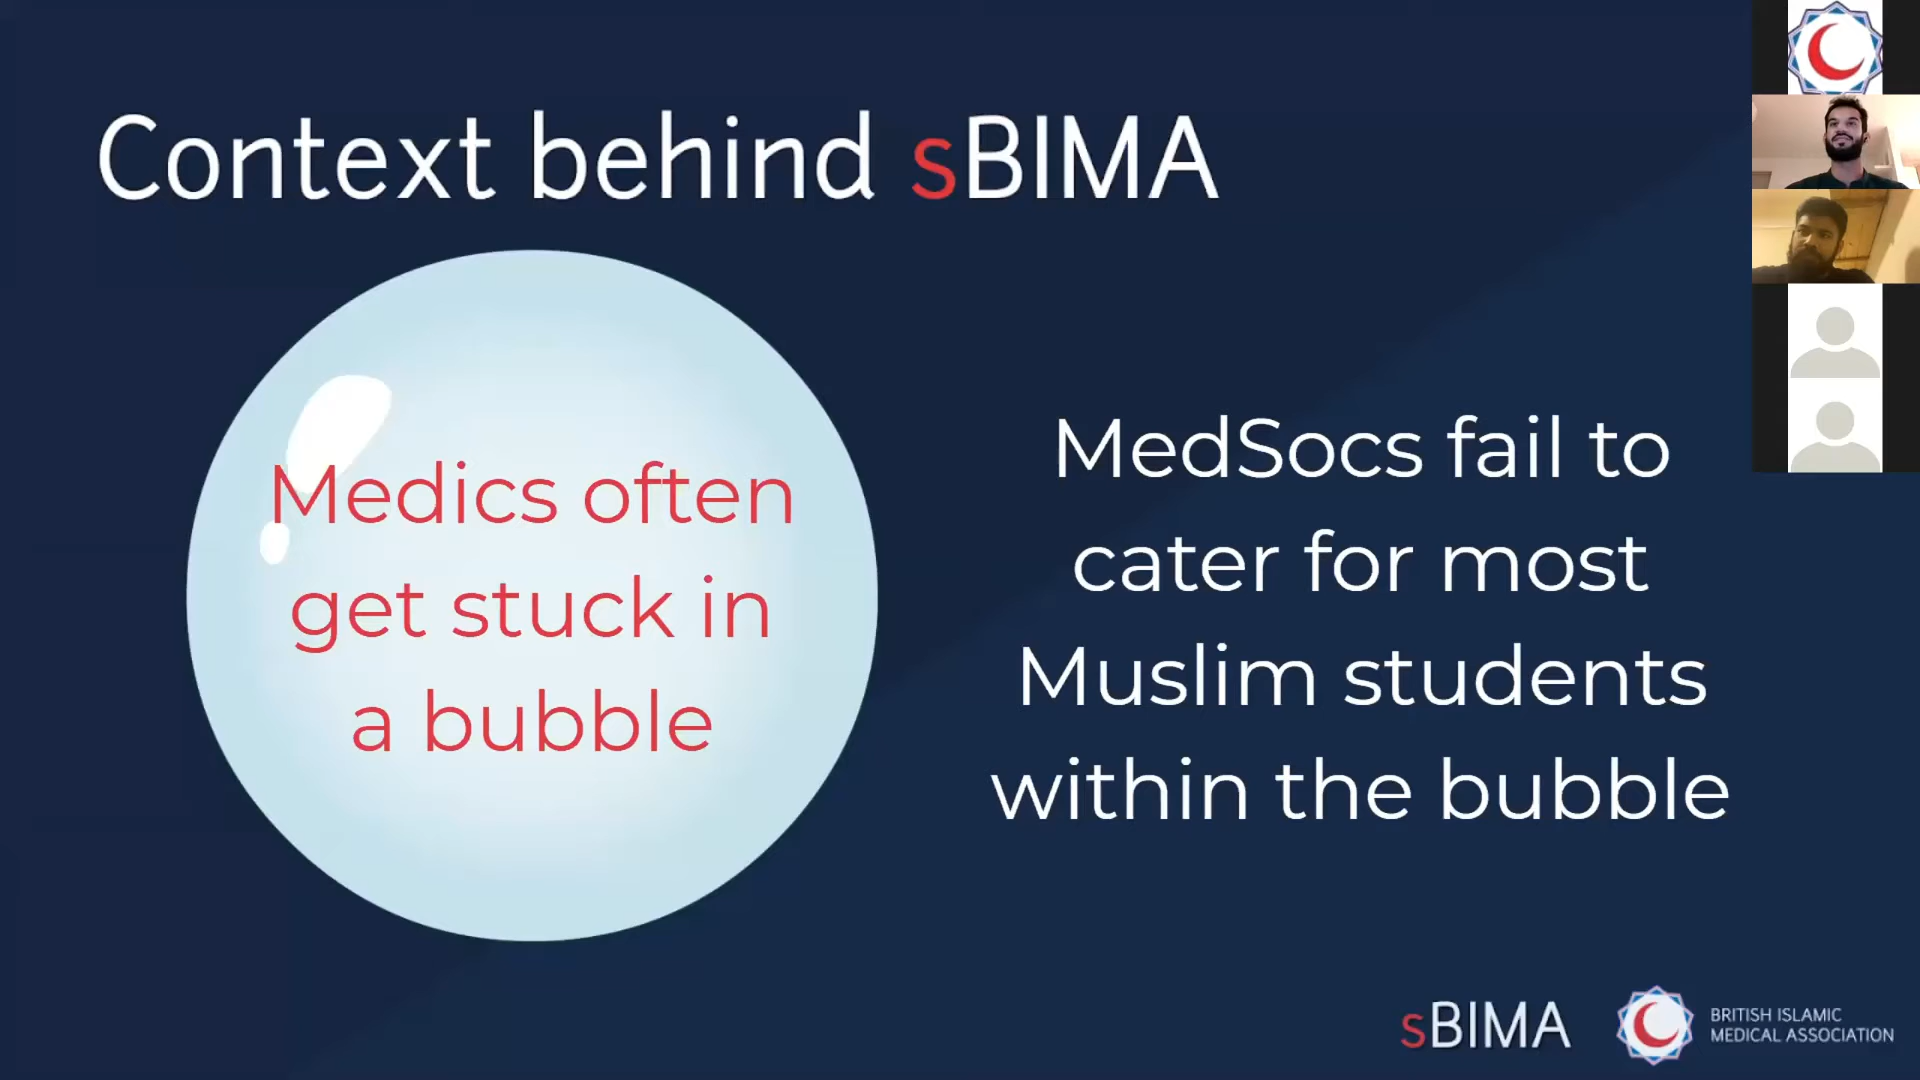 Context behind sBIMA
Medics often
get stuck in
a bubble
MedSocs fail to
cater for most
Muslim students
within the bubble
sBIMA
BRITISH ISLAMIC
MEDICAL ASSOCIATION